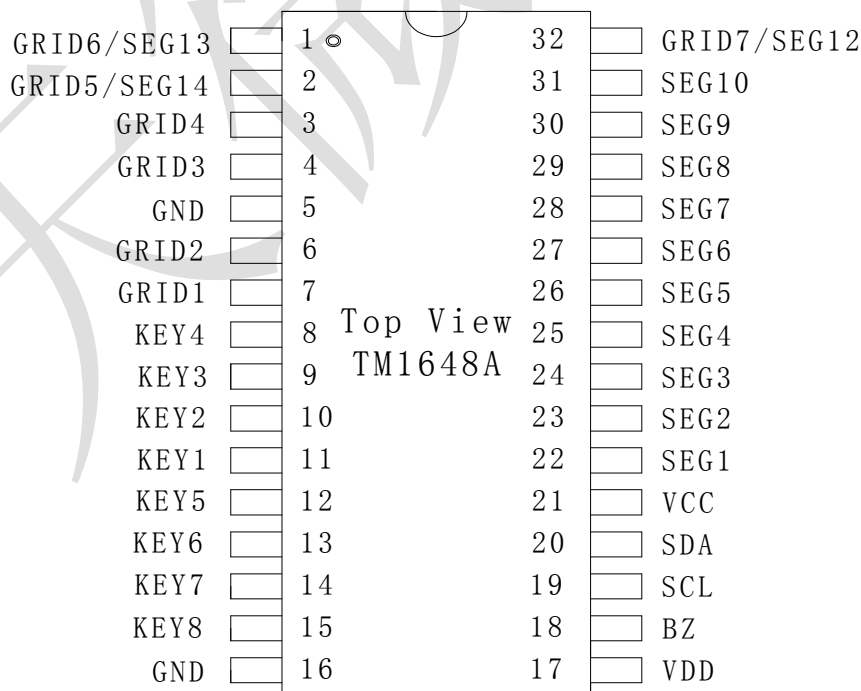 GRID6/SEG13 1 32 GRID7/SEG12
GRID5/SEG14 2 31 SEG10
GRID4 3 30 SEG9
GRID3 4 29 SEG8
GND 5 28 SEG7
GRID2 6 27 SEG6
GRID1 7 26 SEG5
KEY4 8 Top View 25 SEG4
KEY3 9 TM1648A 24 SEG3
KEY2 10 23 SEG2
KEY1 11 22 SEG1
KEY5 12 21 VCC
KEY6 13 20 SDA
KEY7 14 19 SCL
KEY8 15 18 BZ
GND 16 17 VDD